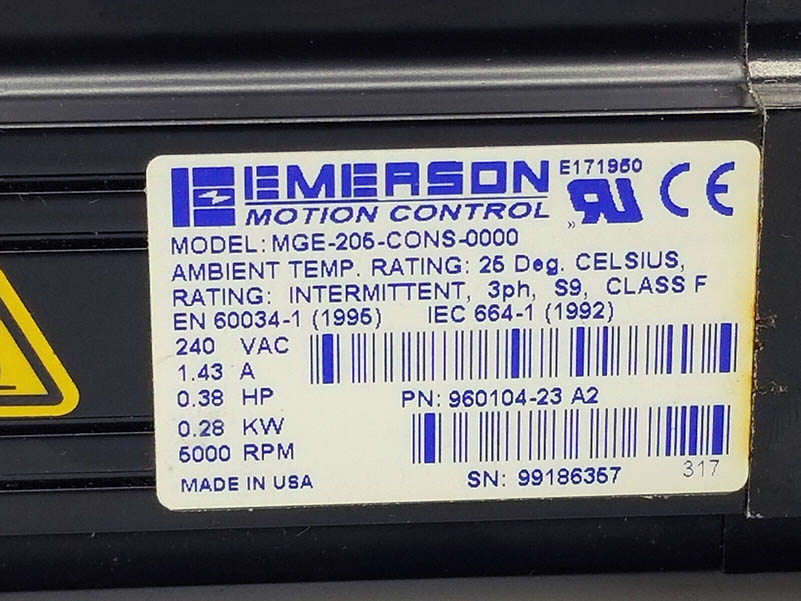 EMERSON E171950
MOTION CONTROL
MODEL: MGE-205-CONS-0000
AMBIENT TEMP. RATING: 25 Deg. CELSIUS,
RATING: INTERMITTENT, 3ph, S9, CLASS F
EN 60034-1 (1995) IEC 664-1 (1992)
240 VAC
1.43 A
0.38 HP PN: 960104-23 A2
0.28 KW
5000 RPM
MADE IN USA SN: 99186357 317